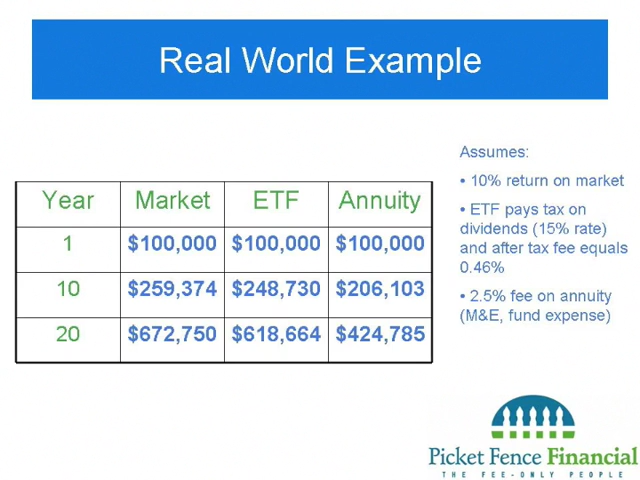 Real World Example
Assumes:
• 10% return on market
• ETF pays tax on
dividends (15% rate)
and after tax fee equals
0.46%
• 2.5% fee on annuity
(M&E, fund expense)
Year Market ETF Annuity
1 $100,000 $100,000 $100,000
10 $259,374 $248,730 $206,103
20 $672,750 $618,664 $424,785
Picket Fence Financial
THE FEE-ONLY PEOPLE